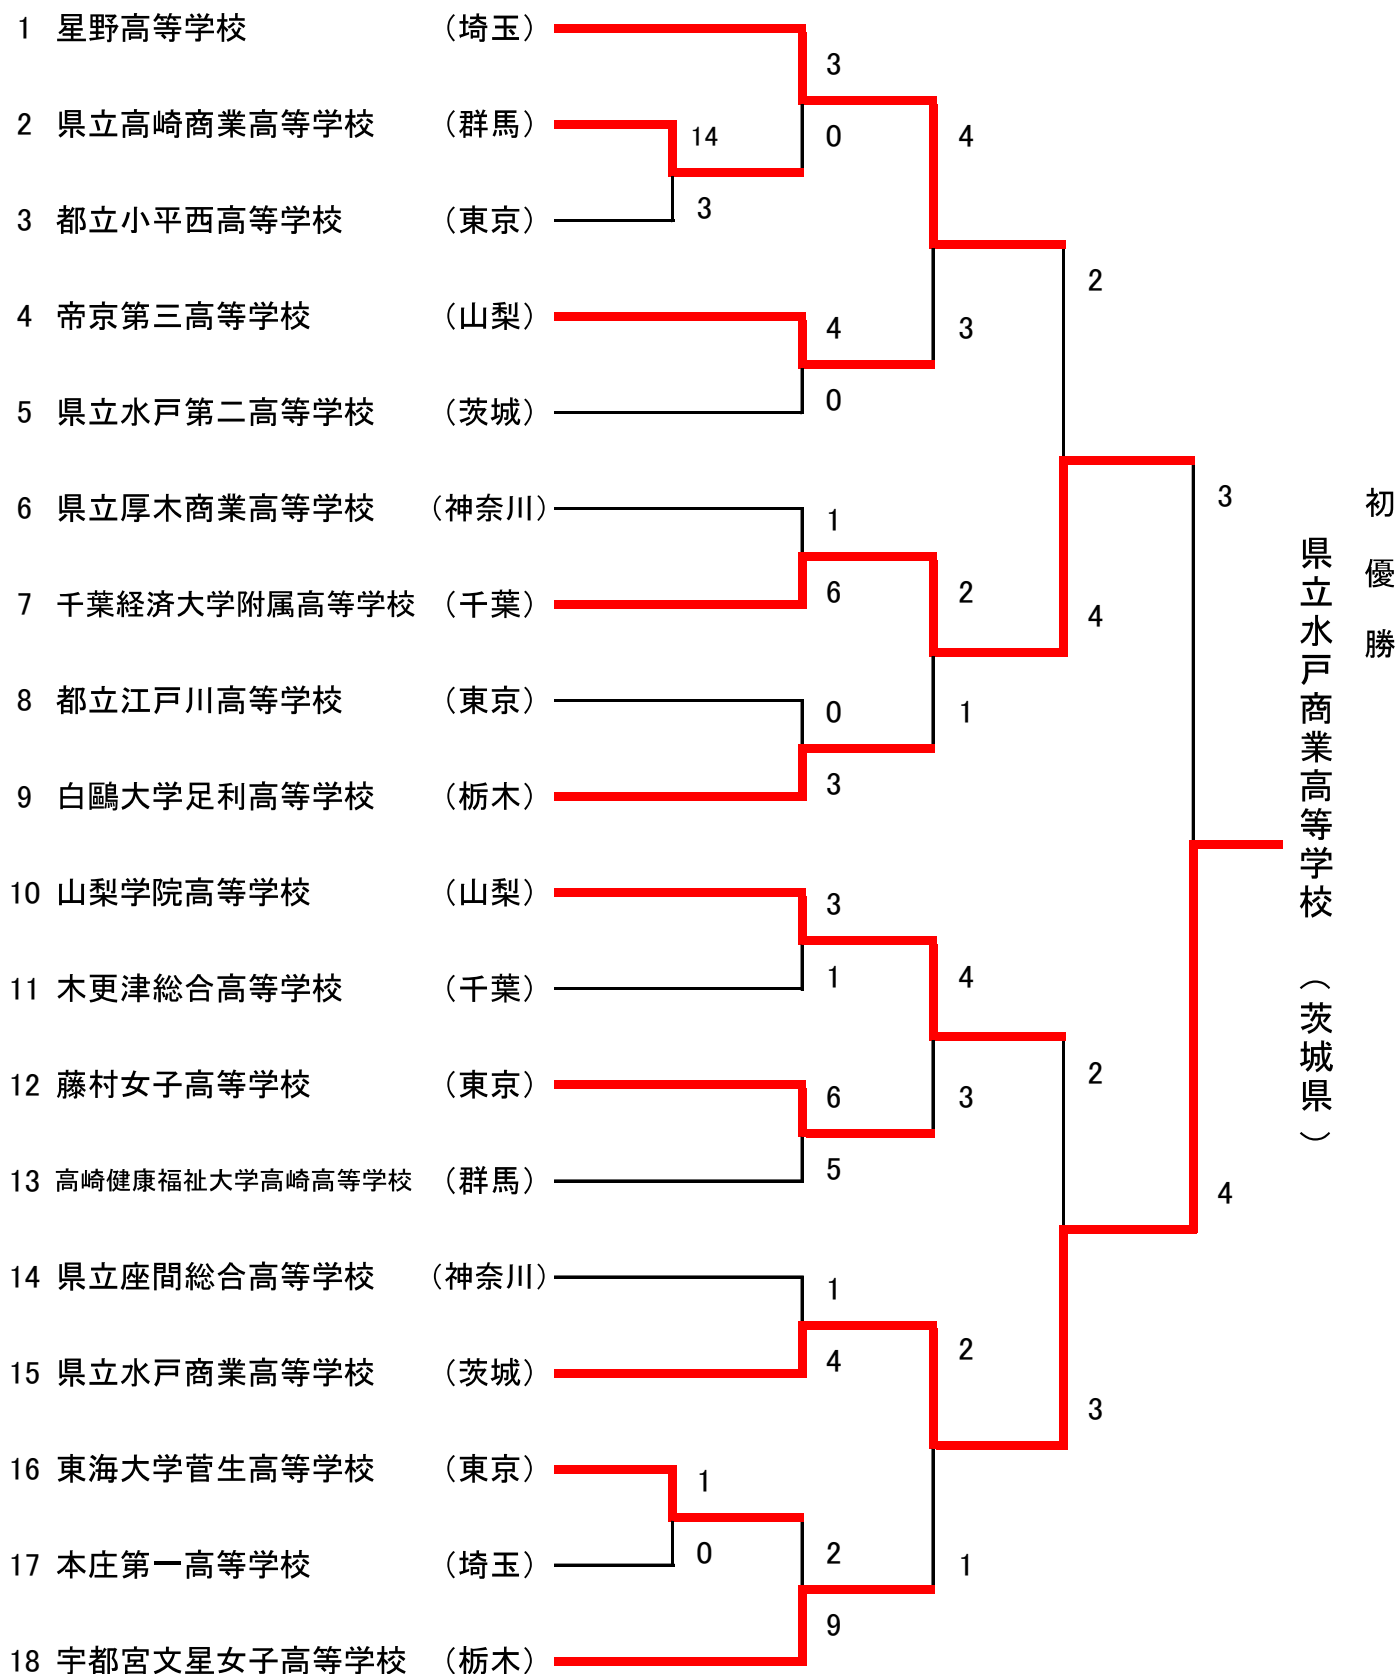 1 星野高等学校 （埼玉）
2 県立高崎商業高等学校 （群馬）
3 都立小平西高等学校 （東京）
4 帝京第三高等学校 （山梨）
5 県立水戸第二高等学校 （茨城）
6 県立厚木商業高等学校 （神奈川）
7 千葉経済大学附属高等学校 （千葉）
8 都立江戸川高等学校 （東京）
9 白鷗大学足利高等学校 （栃木）
10 山梨学院高等学校 （山梨）
11 木更津総合高等学校 （千葉）
12 藤村女子高等学校 （東京）
13 高崎健康福祉大学高崎高等学校 （群馬）
14 県立座間総合高等学校 （神奈川）
15 県立水戸商業高等学校 （茨城）
16 東海大学菅生高等学校 （東京）
17 本庄第一高等学校 （埼玉）
18 宇都宮文星女子高等学校 （栃木）
14
3
1
0
3
0
4
0
1
6
0
3
3
1
6
5
1
4
2
9
4
3
2
1
4
3
2
1
2
4
2
3
3
4
初優勝
県立水戸商業高等学校 （茨城県）